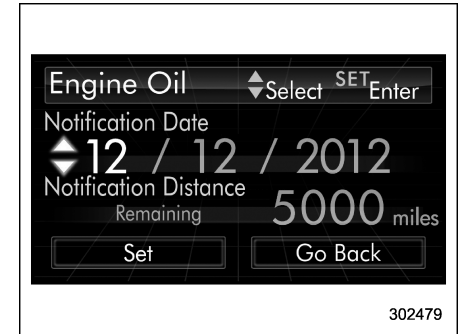 Engine Oil Select SET Enter
Notification Date
12 / 12 / 2012
Notification Distance
Remaining 5000 miles
Set Go Back
302479